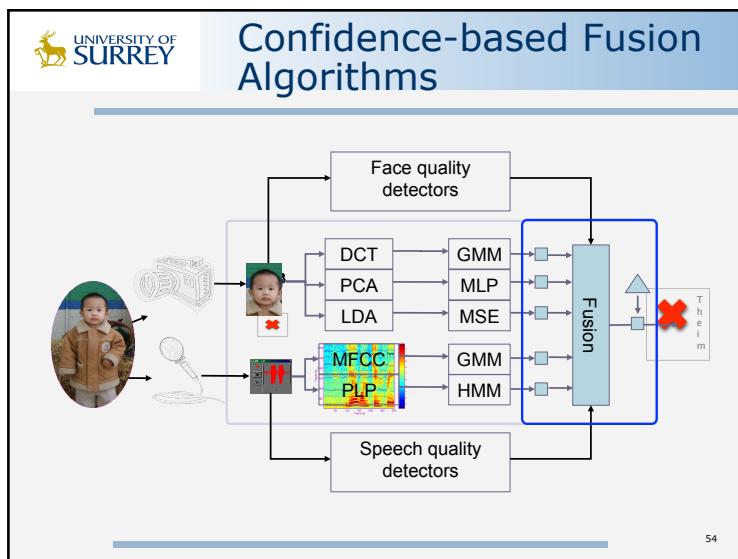 UNIVERSITY OF
SURREY
Confidence-based Fusion
Algorithms
Face quality
detectors
DCT
GMM
PCA
MLP
LDA
MSE
Fusion
Theim
MFCC
GMM
PLP
HMM
Speech quality
detectors
54